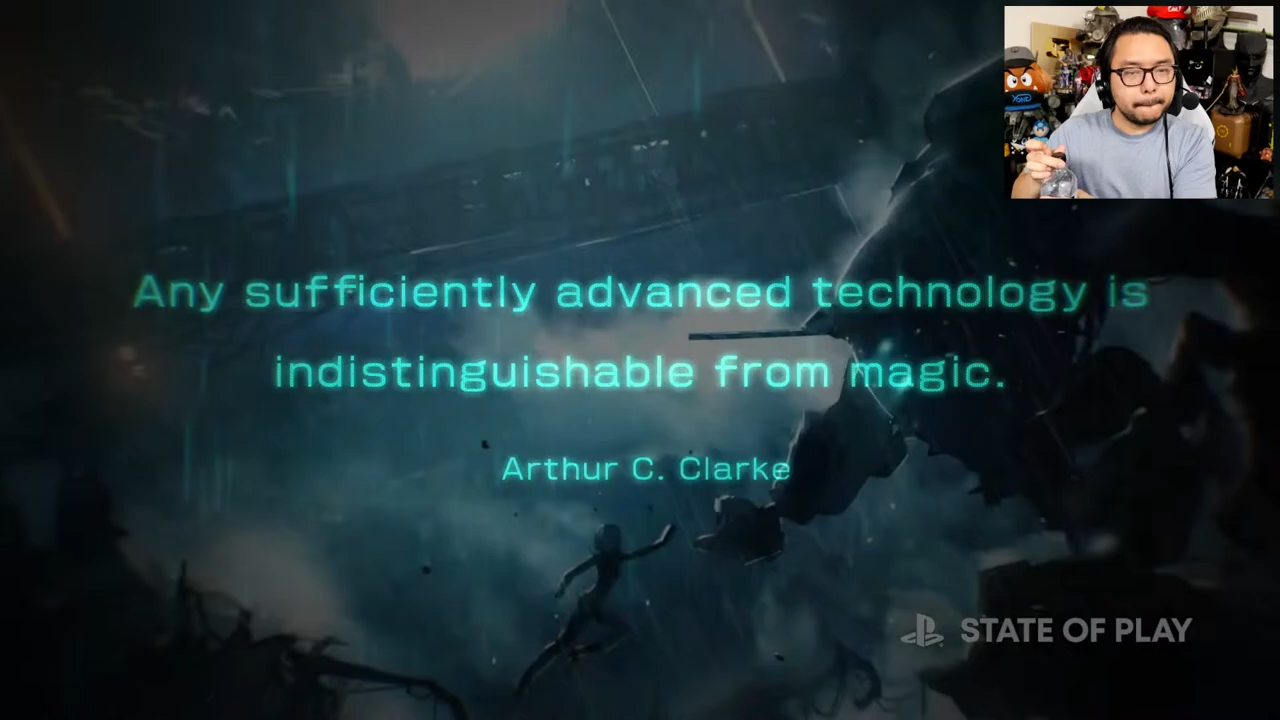 Any sufficiently advanced technology is
indistinguishable from magic.
Arthur C. Clarke
STATE OF PLAY